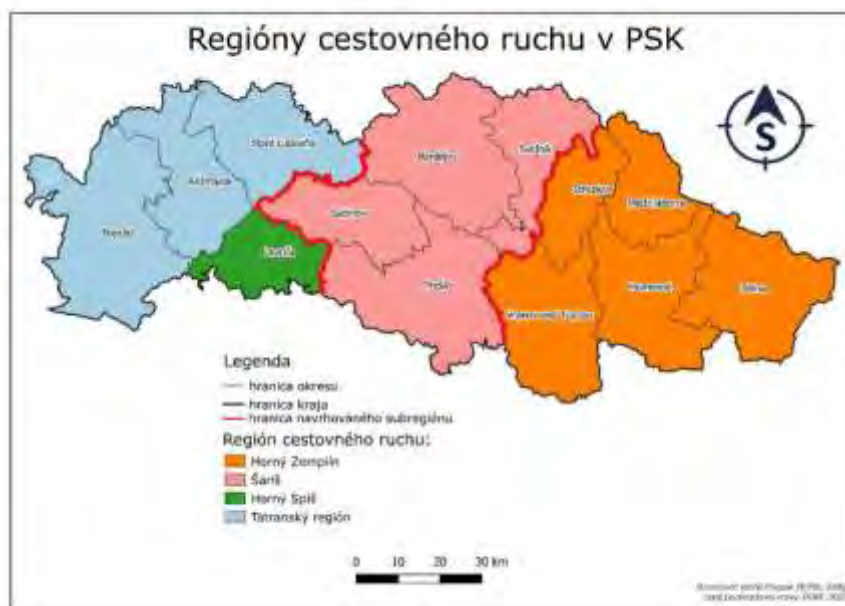 Regióny cestovného ruchu v PSK
S
Stará Ľubovňa
Bardejov
Svidník
Kežmarok
Stropkov
Medzilaborce
Sabinov
Poprad
Levoča
Prešov
Humenné
Snina
Vranov nad Topľou
Legenda
hranica okresu
hranica kraja
hranica navrhovaného subregiónu
Región cestovného ruchu:
Horný Zemplín
Šariš
Horný Spiš
Tatranský región
0 10 20 30 km